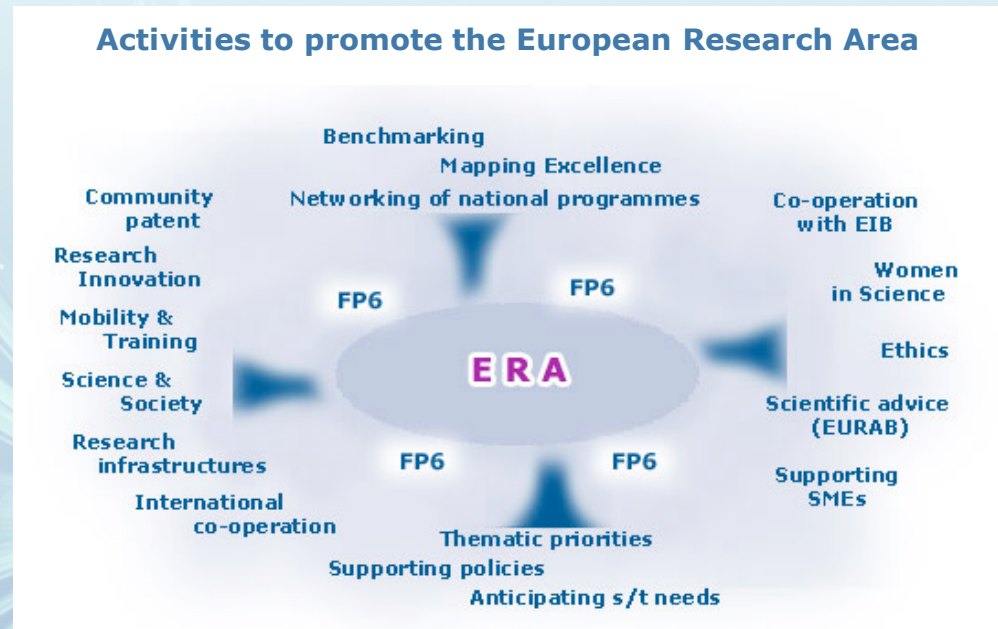 Activities to promote the European Research Area
Benchmarking
Mapping Excellence
Networking of national programmes
Community
patent
Research
Innovation
Mobility &
Training
Science &
Society
Research
infrastructures
International
co-operation
Co-operation
with EIB
Women
in Science
Ethics
Scientific advice
(EURAB)
Supporting
SMEs
FP6
FP6
ERA
FP6
FP6
Thematic priorities
Supporting policies
Anticipating s/t needs